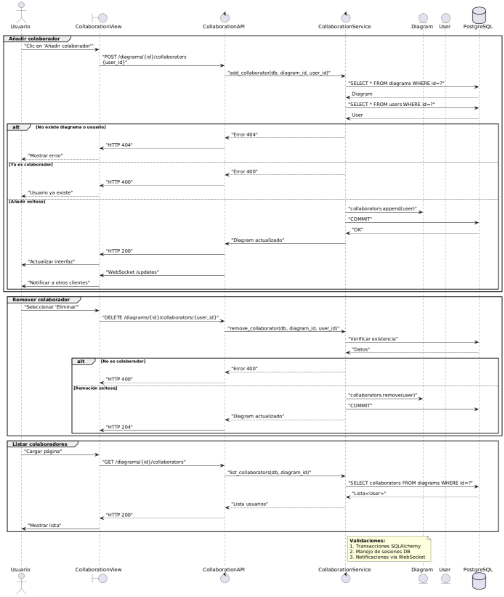 Usuario CollaborationView CollaborationAPI CollaborationService Diagram User PostgreSQL
Añadir colaborador
"Clic en 'Añadir colaborador'"
"POST /diagrams/{id}/collaborators
{user_id}"
"add_collaborator(db, diagram_id, user_id)"
"SELECT * FROM diagrams WHERE id=?"
Diagram
"SELECT * FROM users WHERE id=?"
User
alt [No existe diagrama o usuario]
"Error 404"
"HTTP 404"
"Mostrar error"
[Ya es colaborador]
"Error 400"
"HTTP 400"
"Usuario ya existe"
[Añadir exitoso]
"collaborators.append(user)"
"COMMIT"
"OK"
"Diagram actualizado"
"HTTP 200"
"Actualizar interfaz"
"WebSocket /updates"
"Notificar a otros clientes"
Remover colaborador
"Seleccionar 'Eliminar'"
"DELETE /diagrams/{id}/collaborators/{user_id}"
"remove_collaborator(db, diagram_id, user_id)"
"Verificar existencia"
"Datos"
alt [No es colaborador]
"Error 400"
"HTTP 400"
[Remoción exitosa]
"collaborators.remove(user)"
"COMMIT"
"Diagram actualizado"
"HTTP 204"
Listar colaboradores
"Cargar página"
"GET /diagrams/{id}/collaborators"
"list_collaborators(db, diagram_id)"
"SELECT collaborators FROM diagrams WHERE id=?"
"Lista<User>"
"Lista usuarios"
"HTTP 200"
"Mostrar lista"
Validaciones:
1. Transacciones SQLAlchemy
2. Manejo de sesiones DB
3. Notificaciones vía WebSocket
Usuario CollaborationView CollaborationAPI CollaborationService Diagram User PostgreSQL